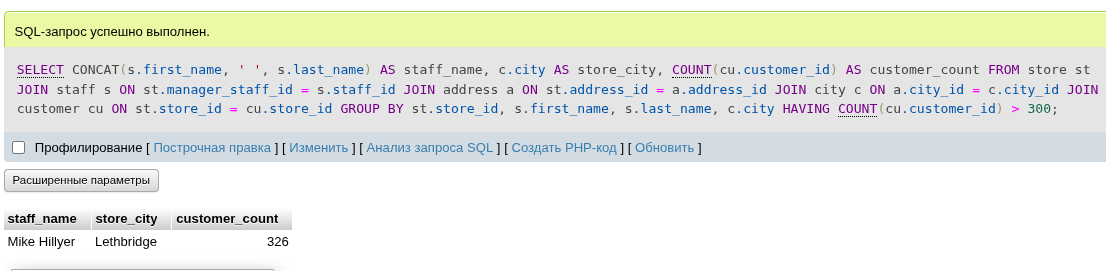 SQL-запрос успешно выполнен.
SELECT CONCAT(s.first_name, ' ', s.last_name) AS staff_name, c.city AS store_city, COUNT(cu.customer_id) AS customer_count FROM store st
JOIN staff s ON st.manager_staff_id = s.staff_id JOIN address a ON st.address_id = a.address_id JOIN city c ON a.city_id = c.city_id JOIN
customer cu ON st.store_id = cu.store_id GROUP BY st.store_id, s.first_name, s.last_name, c.city HAVING COUNT(cu.customer_id) > 300;
Профилирование [ Построчная правка ] [ Изменить ] [ Анализ запроса SQL ] [ Создать PHP-код ] [ Обновить ]
Расширенные параметры
staff_name store_city customer_count
Mike Hillyer Lethbridge 326